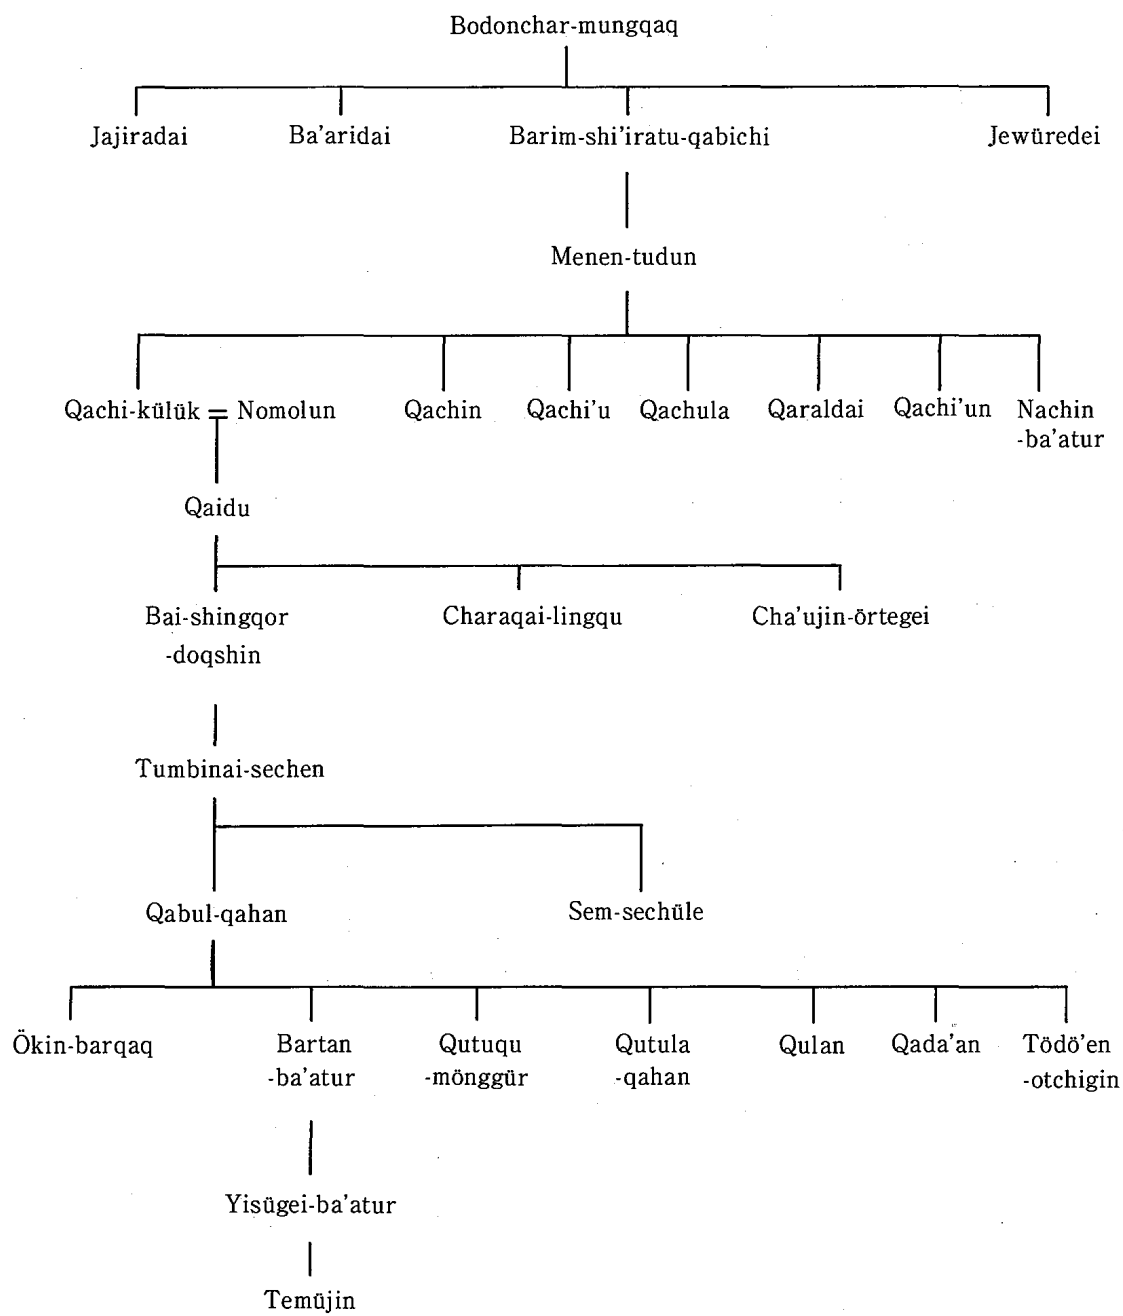 Bodonchar-mungqaq
Jajiradai Ba'aridai Barim-shi'iratu-qabichi Jewüredei
Menen-tudun
Qachi-külük = Nomolun Qachin Qachi'u Qachula Qaraldai Qachi'un Nachin
-ba'atur
Qaidu
Bai-shingqor Charaqai-lingqu Cha'ujin-örtegei
-doqshin
Tumbinai-sechen
Qabul-qahan Sem-sechüle
Ökin-barqaq Bartan Qutuqu Qutula Qulan Qada'an Tödö'en
-ba'atur -mönggür -qahan -otchigin
Yisügei-ba'atur
Temüjin